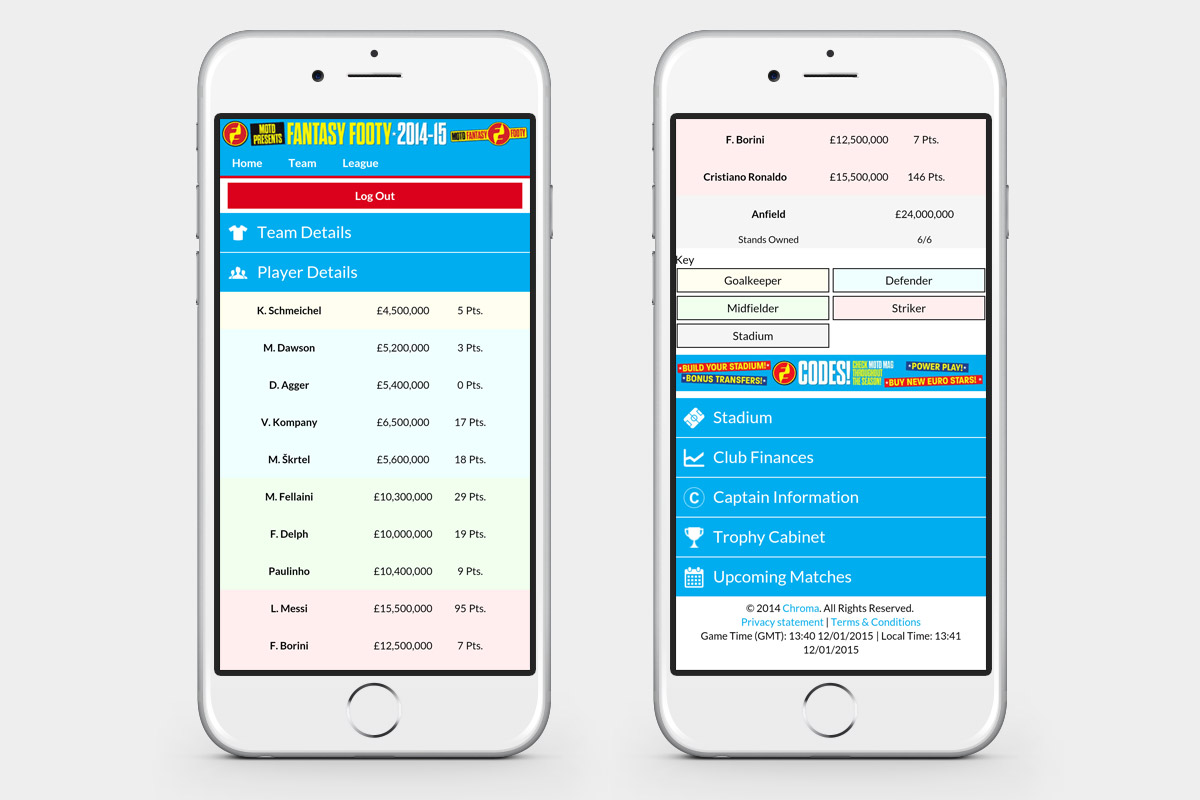 MOTO PRESENTS FANTASY FOOTY 2014-15 MOTO FANTASY FOOTY
Home Team League
Log Out
Team Details
Player Details
K. Schmeichel £4,500,000 5 Pts.
M. Dawson £5,200,000 3 Pts.
D. Agger £5,400,000 0 Pts.
V. Kompany £6,500,000 17 Pts.
M. Škrtel £5,600,000 18 Pts.
M. Fellaini £10,300,000 29 Pts.
F. Delph £10,000,000 19 Pts.
Paulinho £10,400,000 9 Pts.
L. Messi £15,500,000 95 Pts.
F. Borini £12,500,000 7 Pts.
F. Borini £12,500,000 7 Pts.
Cristiano Ronaldo £15,500,000 146 Pts.
Anfield £24,000,000
Stands Owned 6/6
Key
Goalkeeper Defender
Midfielder Striker
Stadium
•BUILD YOUR STADIUM!•
•BONUS TRANSFERS!•
CODES!
CHECK MOTO MAG
THROUGHOUT
THE SEASON!
•POWER PLAY!•
•BUY NEW EURO STARS!•
Stadium
Club Finances
C Captain Information
Trophy Cabinet
Upcoming Matches
© 2014 Chroma. All Rights Reserved.
Privacy statement | Terms & Conditions
Game Time (GMT): 13:40 12/01/2015 | Local Time: 13:41
12/01/2015